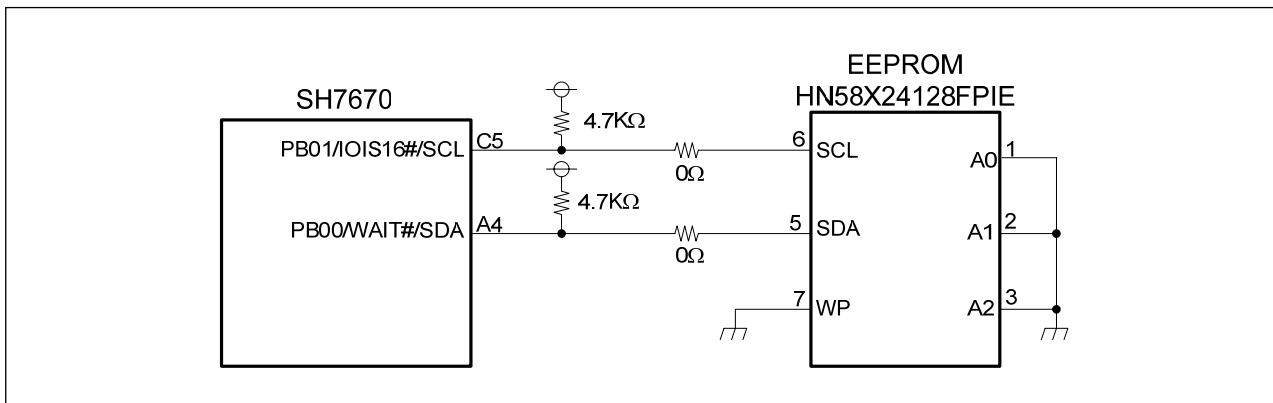 SH7670
PB01/IOIS16#/SCL
C5
4.7KΩ
0Ω
PB00/WAIT#/SDA
A4
4.7KΩ
0Ω
EEPROM
HN58X24128FPIE
6 SCL
5 SDA
7 WP
A0 1
A1 2
A2 3